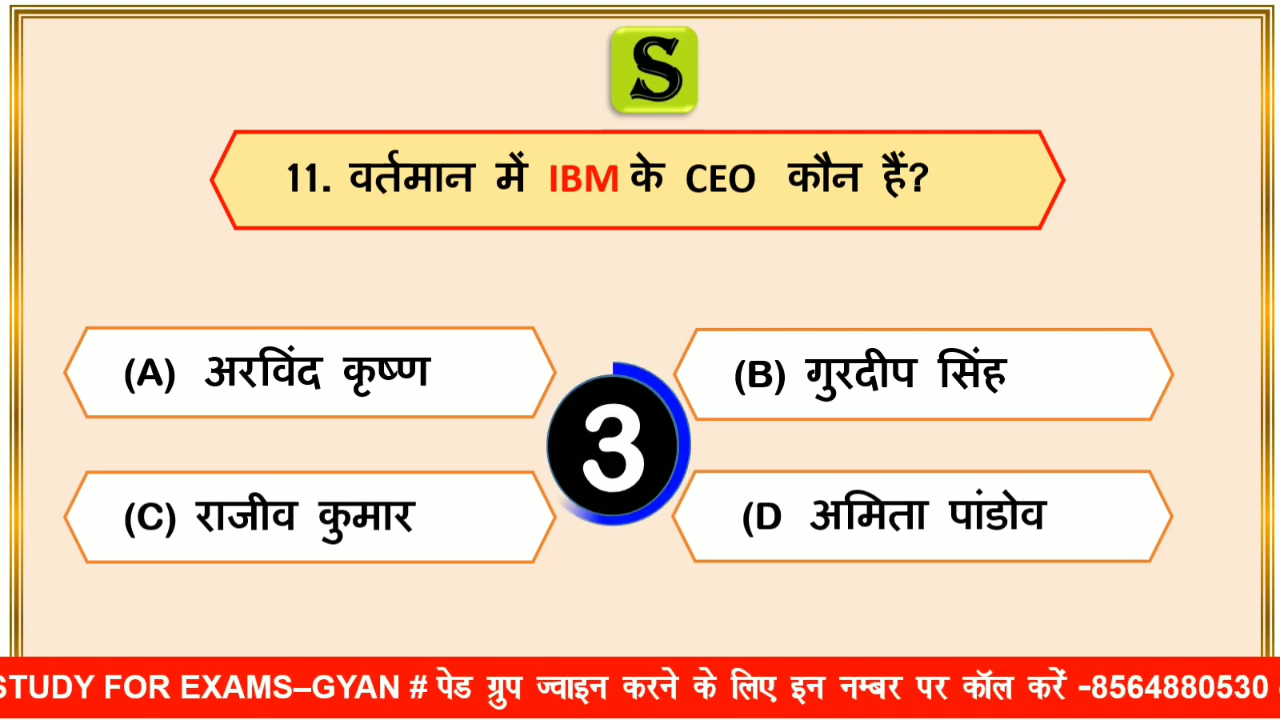 S
11. वर्तमान में IBM के CEO कौन हैं?
(A) अरविंद कृष्ण
(B) गुरदीप सिंह
3
(C) राजीव कुमार
(D अमिता पांडोव
STUDY FOR EXAMS–GYAN # पेड ग्रुप ज्वाइन करने के लिए इन नम्बर पर कॉल करें -8564880530